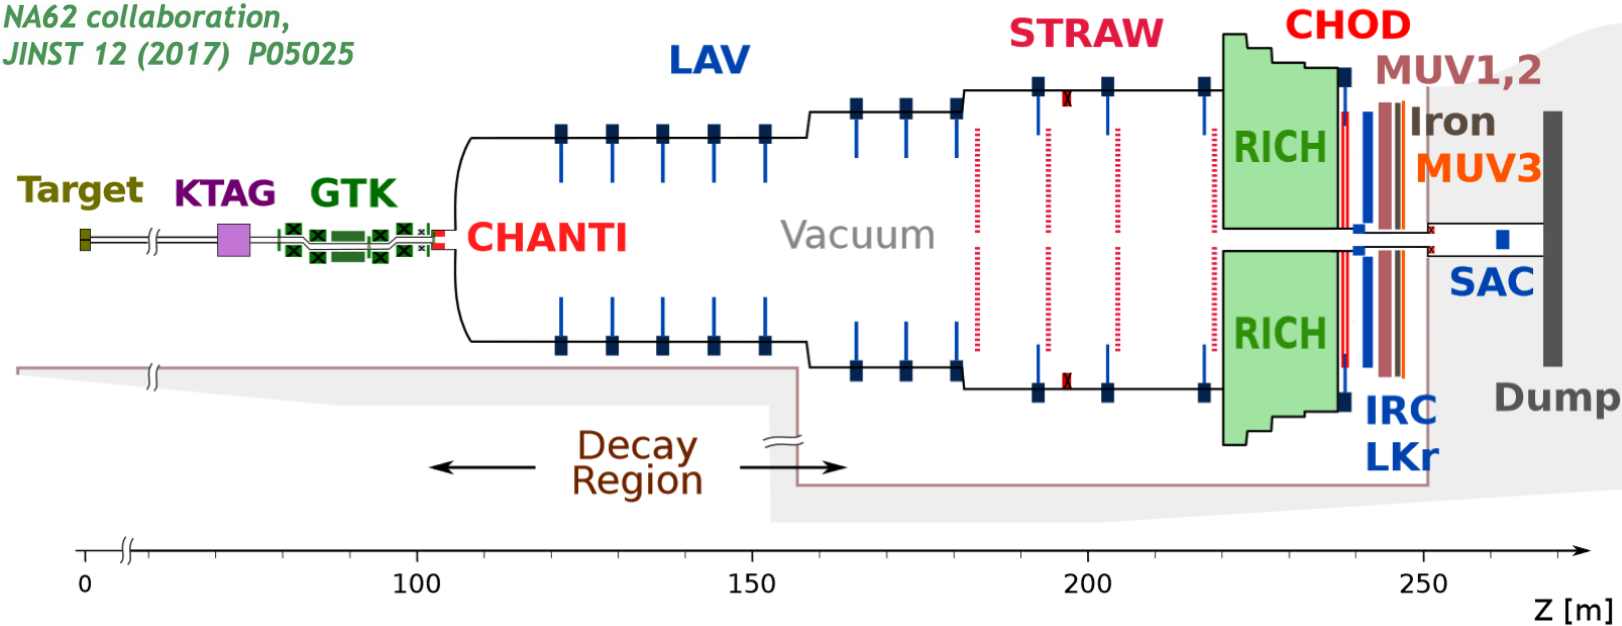 NA62 collaboration,
JINST 12 (2017) P05025
LAV
STRAW
CHOD
MUV1,2
Iron
MUV3
RICH
Target
KTAG
GTK
CHANTI
Vacuum
SAC
RICH
Dump
IRC
LKr
Decay
Region
0
100
150
200
250
Z [m]